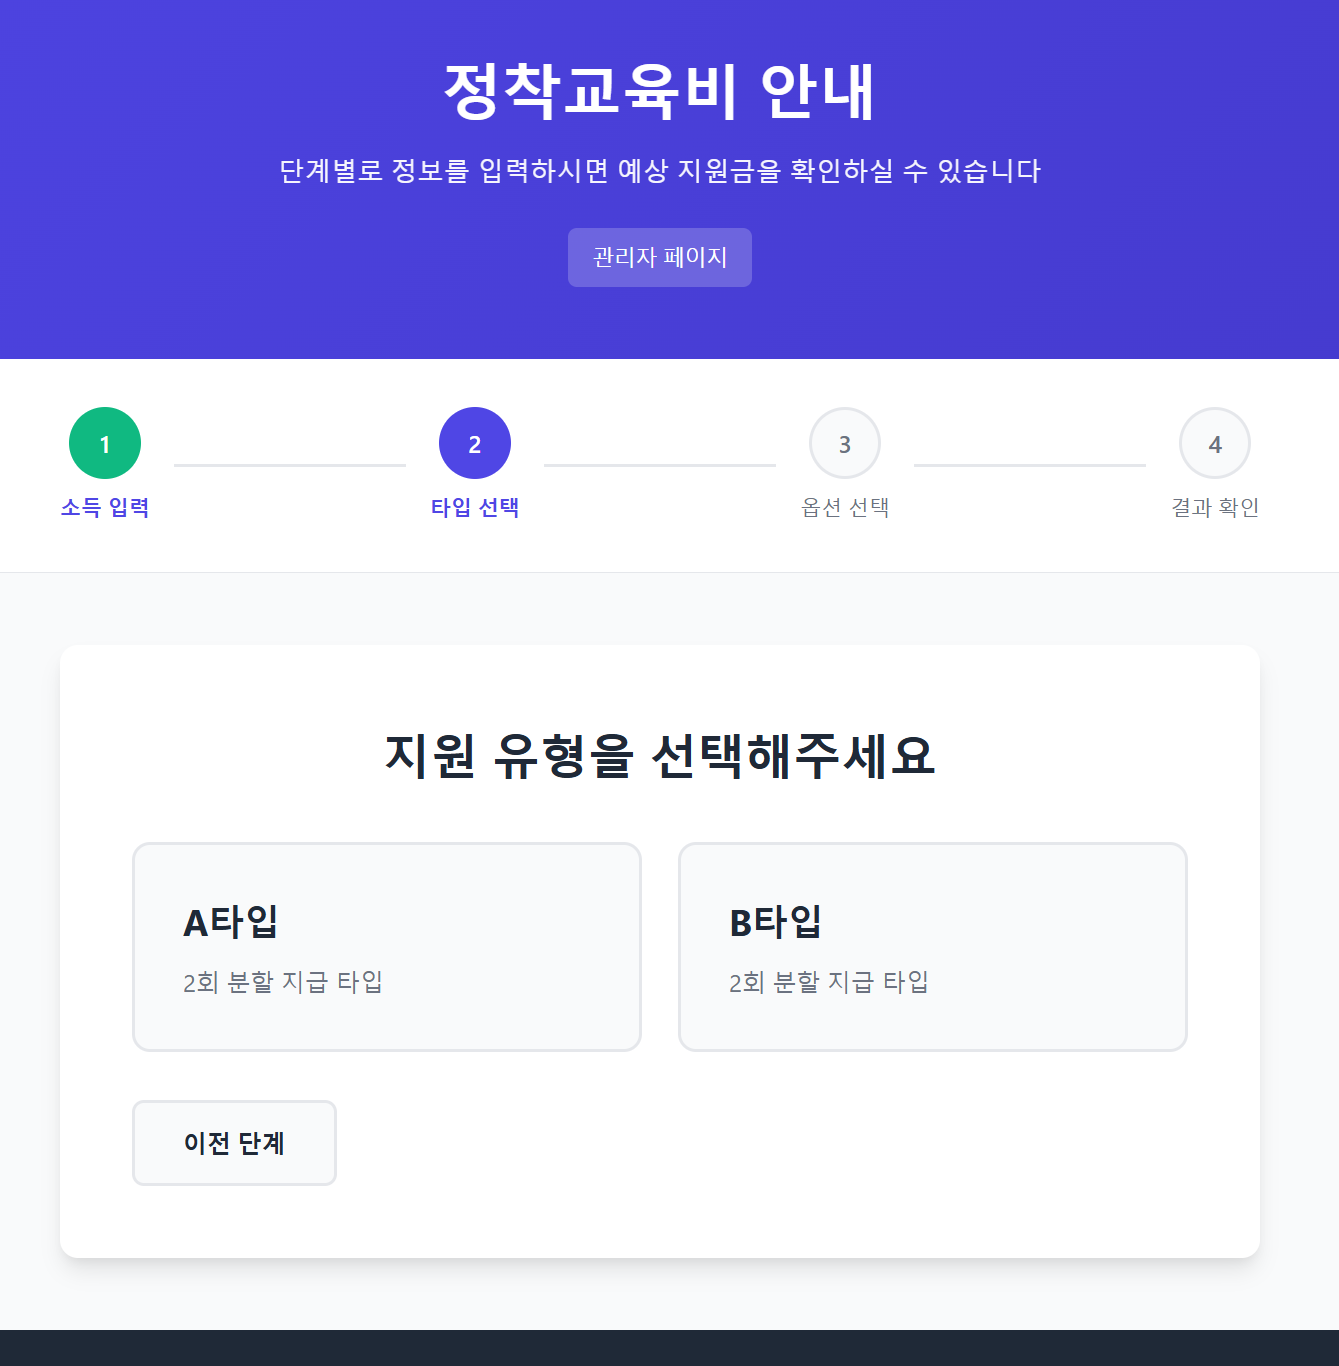 정착교육비 안내
단계별로 정보를 입력하시면 예상 지원금을 확인하실 수 있습니다
관리자 페이지
1
소득 입력
2
타입 선택
3
옵션 선택
4
결과 확인
지원 유형을 선택해주세요
A타입
2회 분할 지급 타입
B타입
2회 분할 지급 타입
이전 단계